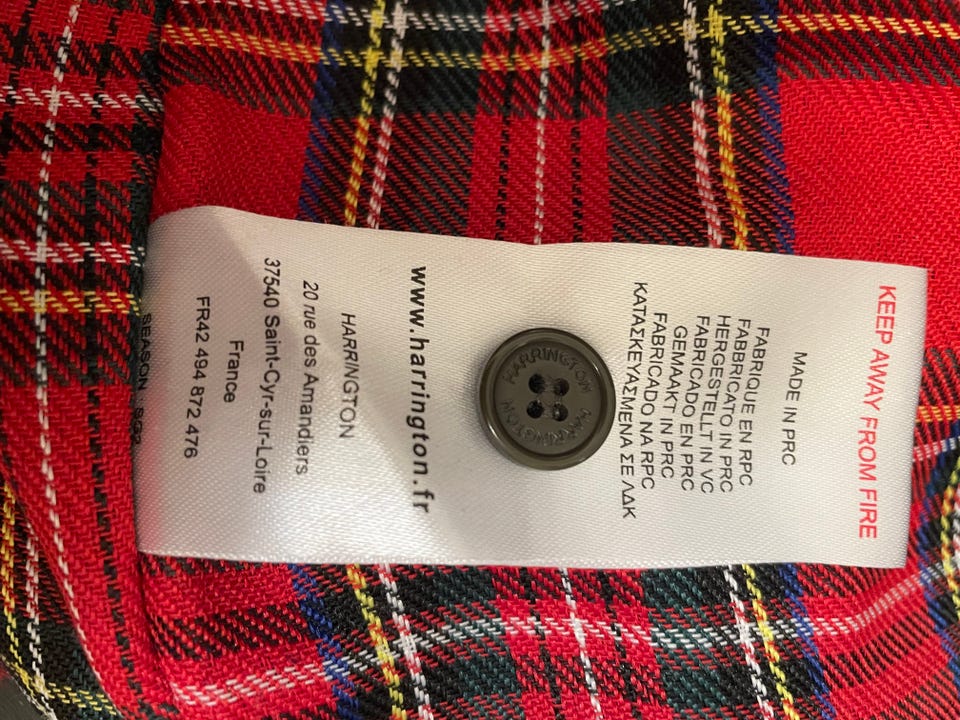 KEEP AWAY FROM FIRE
MADE IN PRC
FABRIQUE EN RPC
FABBRICATO IN PRC
HERGESTELLT IN VC
FABRICADO EN PRC
GEMAAKT IN PRC
FABRICADO NA RPC
ΚΑΤΑΣΚΕΥΑΣΜΕΝΑ ΣΕ ΛΔΚ
HARRINGTON
HARRINGTON
www.harrington.fr
HARRINGTON
20 rue des Amandiers
37540 Saint-Cyr-sur-Loire
France
FR42 494 872 476
SEASON